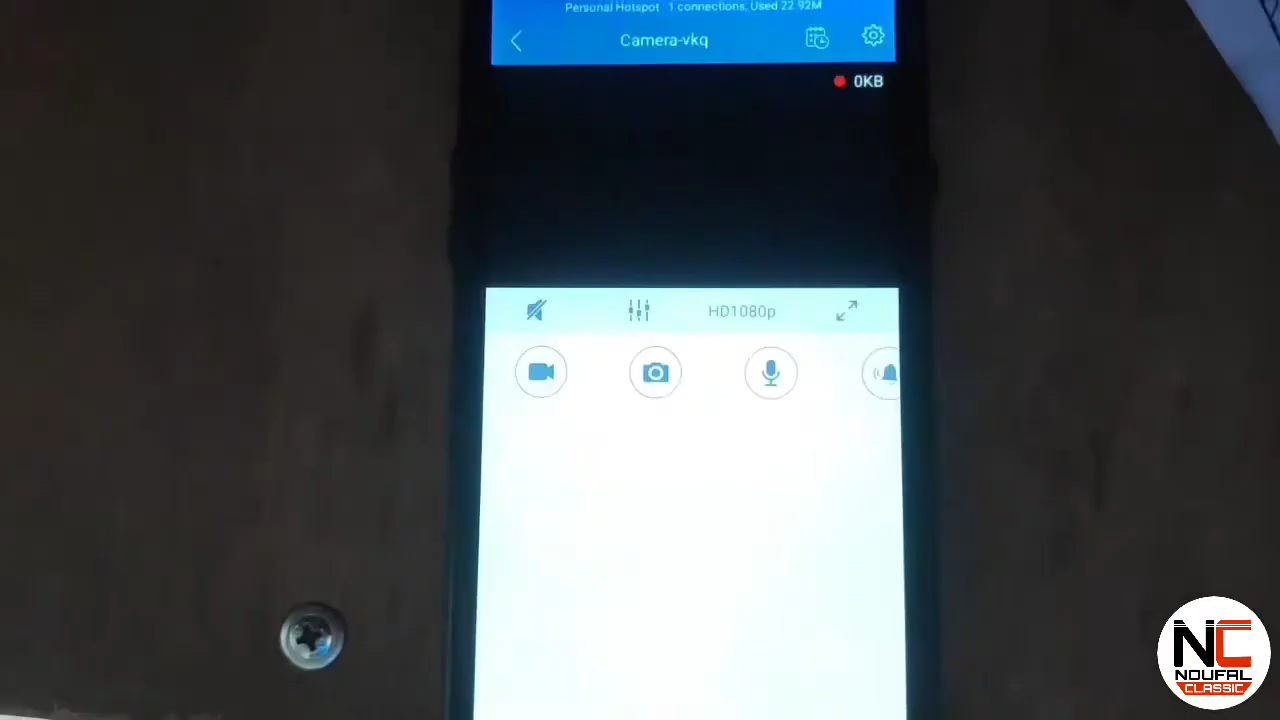 Personal Hotspot 1 connections, Used 22.92M
Camera-vkq
0KB
HD1080p
NC
NOUFAL
CLASSIC